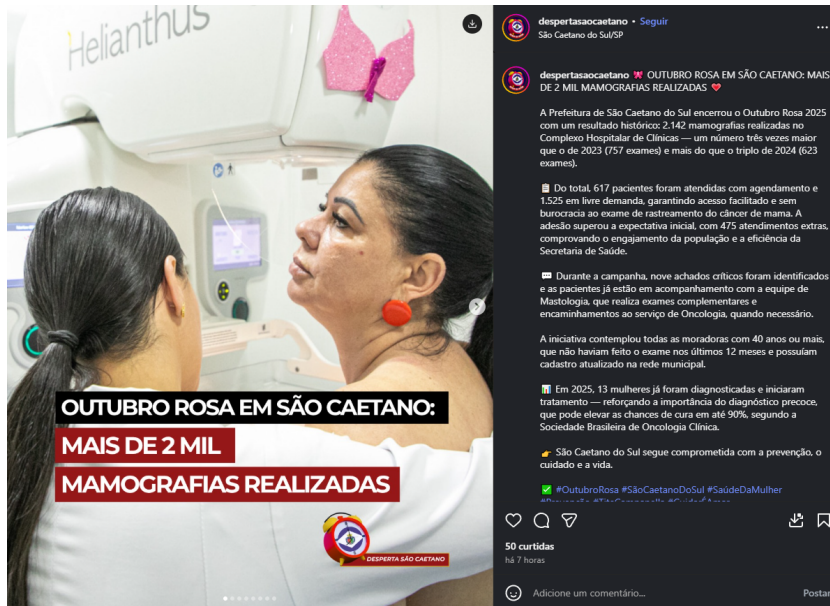 Helianthus
OUTUBRO ROSA EM SÃO CAETANO:
MAIS DE 2 MIL
MAMOGRAFIAS REALIZADAS
DESPERTA SÃO CAETANO
despertasaocaetano • Seguir
São Caetano do Sul/SP
despertasaocaetano 🎀 OUTUBRO ROSA EM SÃO CAETANO: MAIS
DE 2 MIL MAMOGRAFIAS REALIZADAS ❤️
A Prefeitura de São Caetano do Sul encerrou o Outubro Rosa 2025
com um resultado histórico: 2.142 mamografias realizadas no
Complexo Hospitalar de Clínicas — um número três vezes maior
que o de 2023 (757 exames) e mais do que o triplo de 2024 (623
exames).
📋 Do total, 617 pacientes foram atendidas com agendamento e
1.525 em livre demanda, garantindo acesso facilitado e sem
burocracia ao exame de rastreamento do câncer de mama. A
adesão superou a expectativa inicial, com 475 atendimentos extras,
comprovando o engajamento da população e a eficiência da
Secretaria de Saúde.
💬 Durante a campanha, nove achados críticos foram identificados
e as pacientes já estão em acompanhamento com a equipe de
Mastologia, que realiza exames complementares e
encaminhamentos ao serviço de Oncologia, quando necessário.
A iniciativa contemplou todas as moradoras com 40 anos ou mais,
que não haviam feito o exame nos últimos 12 meses e possuíam
cadastro atualizado na rede municipal.
📊 Em 2025, 13 mulheres já foram diagnosticadas e iniciaram
tratamento — reforçando a importância do diagnóstico precoce,
que pode elevar as chances de cura em até 90%, segundo a
Sociedade Brasileira de Oncologia Clínica.
👉 São Caetano do Sul segue comprometida com a prevenção, o
cuidado e a vida.
✅ #OutubroRosa #SãoCaetanoDoSul #SaúdeDaMulher
50 curtidas
há 7 horas
Adicione um comentário...
Postar